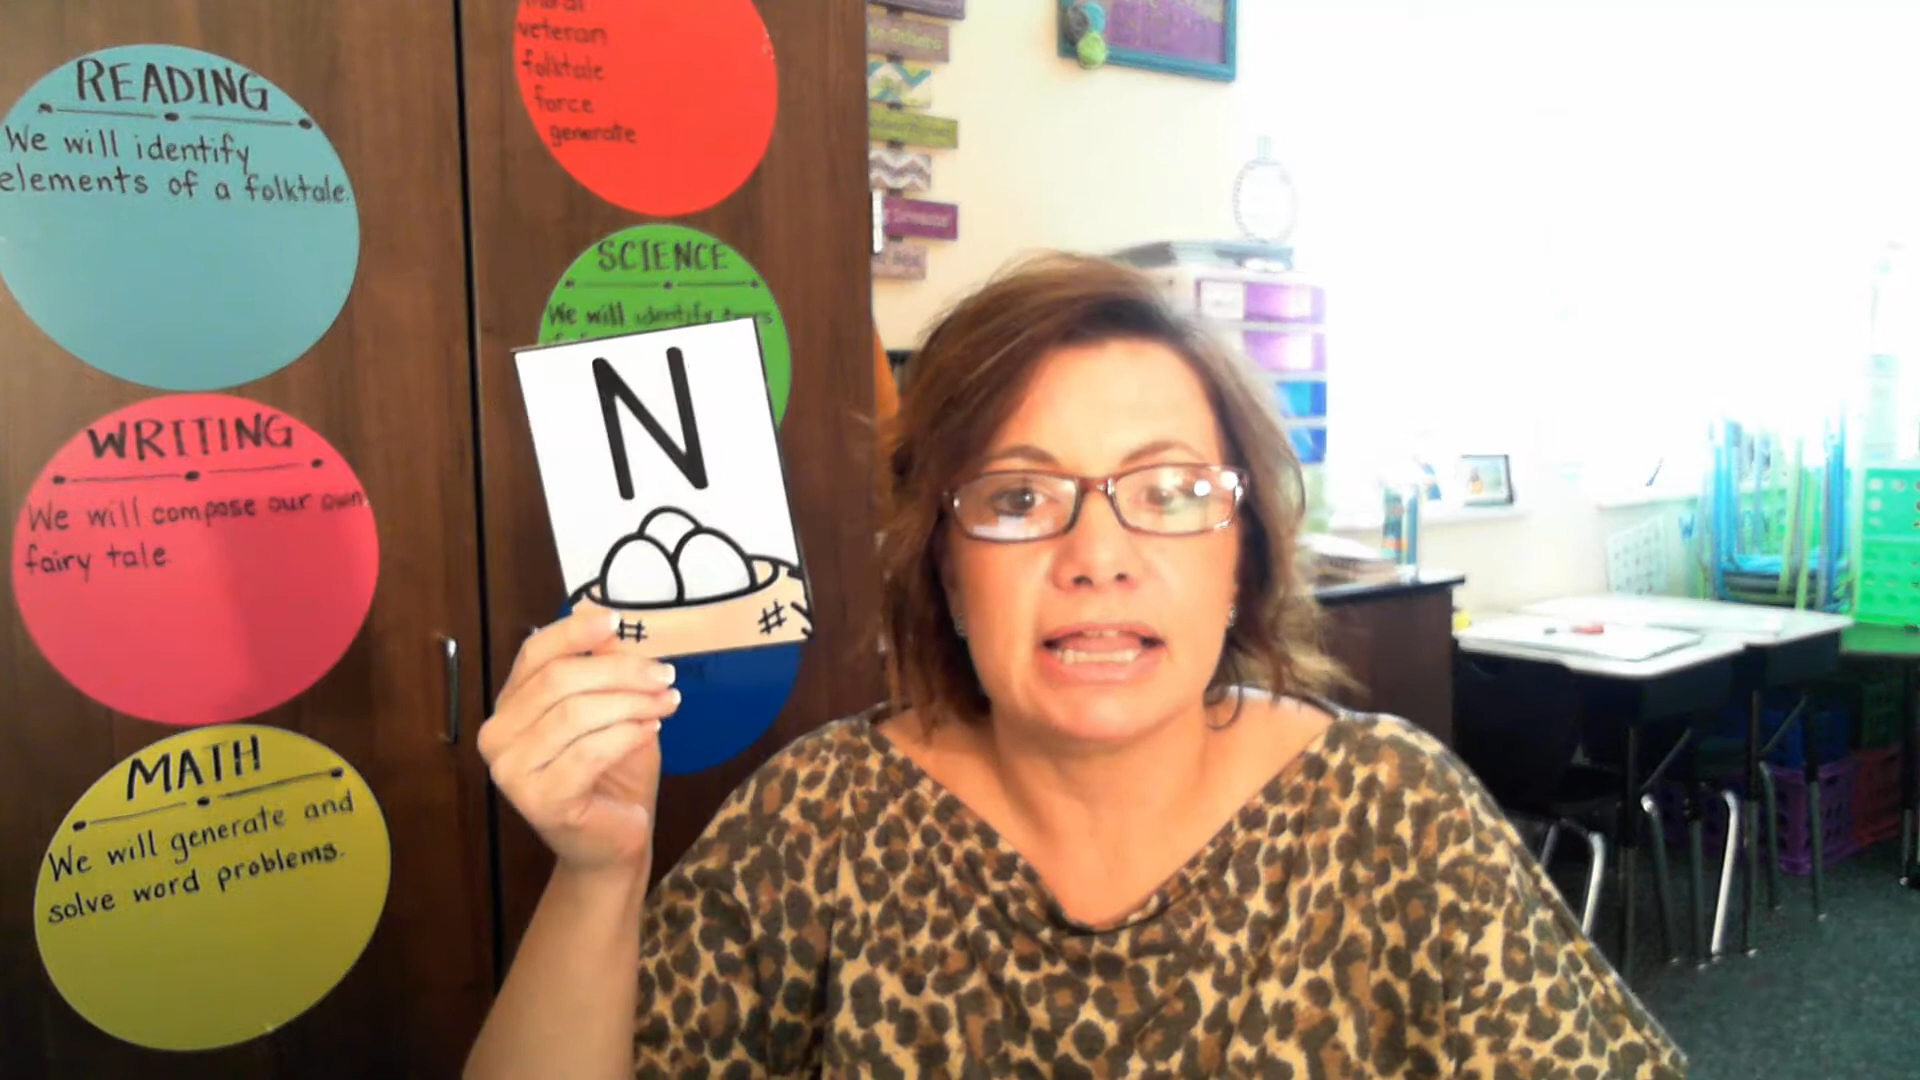 READING
We will identify
elements of a folktale.
WRITING
We will compose our own
fairy tale.
MATH
We will generate and
solve word problems.
veteran
folktale
force
generate
SCIENCE
We will identify
N